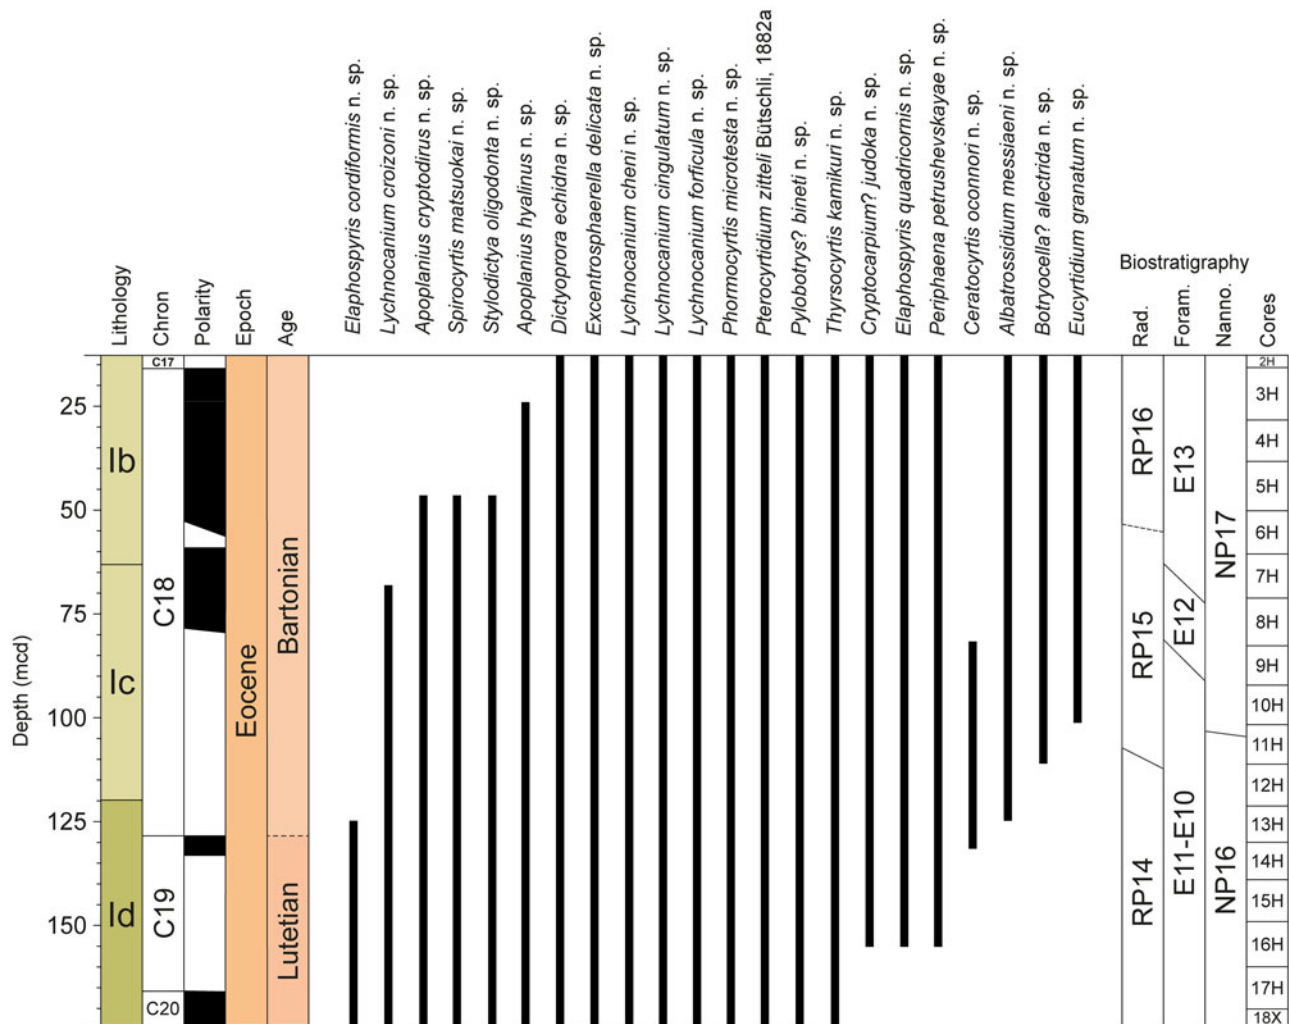 Lithology
Chron
Polarity
Epoch
Age
Elaphospyris cordiformis n. sp.
Lychnocanium croizoni n. sp.
Apoplanius cryptodirus n. sp.
Spirocyrtis matsuokai n. sp.
Stylodictya oligodonta n. sp.
Apoplanius hyalinus n. sp.
Dictyoprora echidna n. sp.
Excentrosphaerella delicata n. sp.
Lychnocanium cheni n. sp.
Lychnocanium cingulatum n. sp.
Lychnocanium forficula n. sp.
Phormocyrtis microtesta n. sp.
Pterocyrtidium zitteli Bütschli, 1882a
Pylobotrys? bineti n. sp.
Thyrsocyrtis kamikuri n. sp.
Cryptocarpium? judoka n. sp.
Elaphospyris quadricornis n. sp.
Periphaena petrushevskayae n. sp.
Ceratocyrtis oconnori n. sp.
Albatrossidium messiaeni n. sp.
Botryocella? alectrida n. sp.
Eucyrtidium granatum n. sp.
Biostratigraphy
Rad.
Foram.
Nanno.
Cores
Depth (mcd)
25
50
75
100
125
150
Ib
Ic
Id
C17
C18
C19
C20
Eocene
Bartonian
Lutetian
RP16
RP15
RP14
E13
E12
E11-E10
NP17
NP16
2H
3H
4H
5H
6H
7H
8H
9H
10H
11H
12H
13H
14H
15H
16H
17H
18X